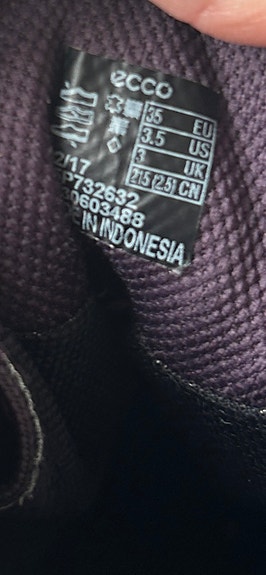 ecco
35 EU
3.5 US
3 UK
215 (2.5) CN
2/17
P732632
0603488
IN INDONESIA